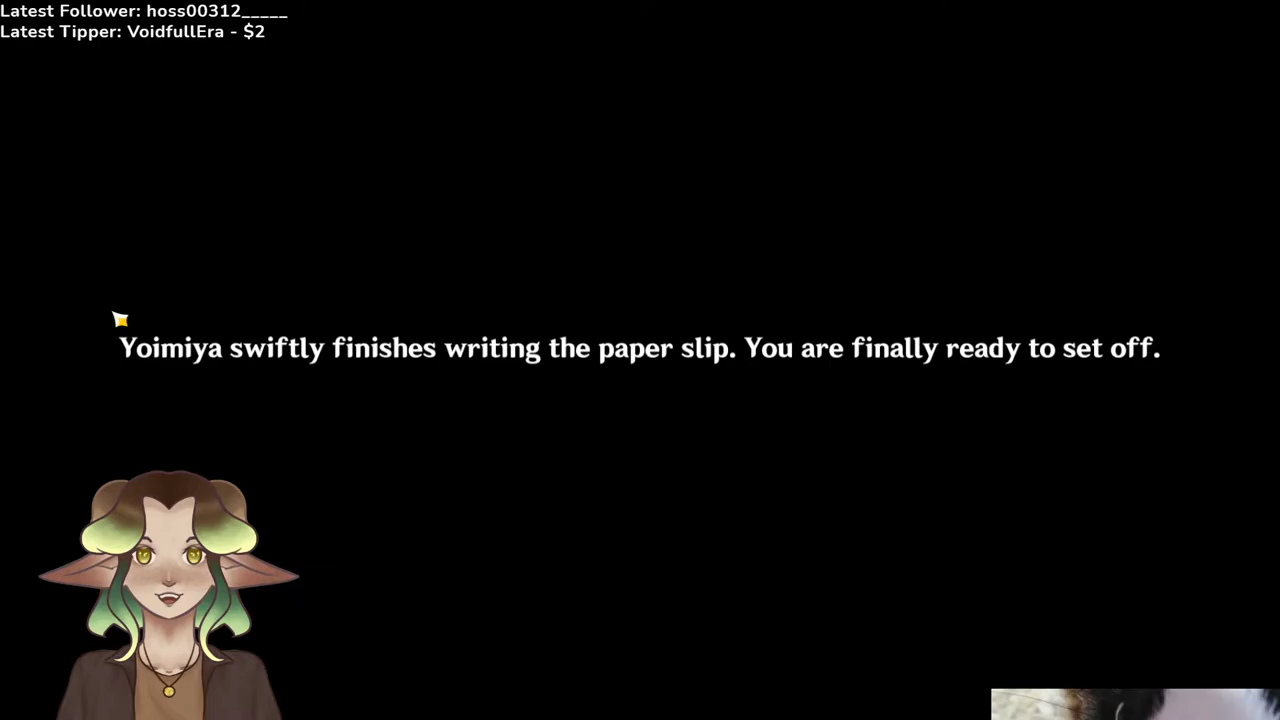 Latest Follower: hoss00312_____
Latest Tipper: VoidfullEra - $2
Yoimiya swiftly finishes writing the paper slip. You are finally ready to set off.